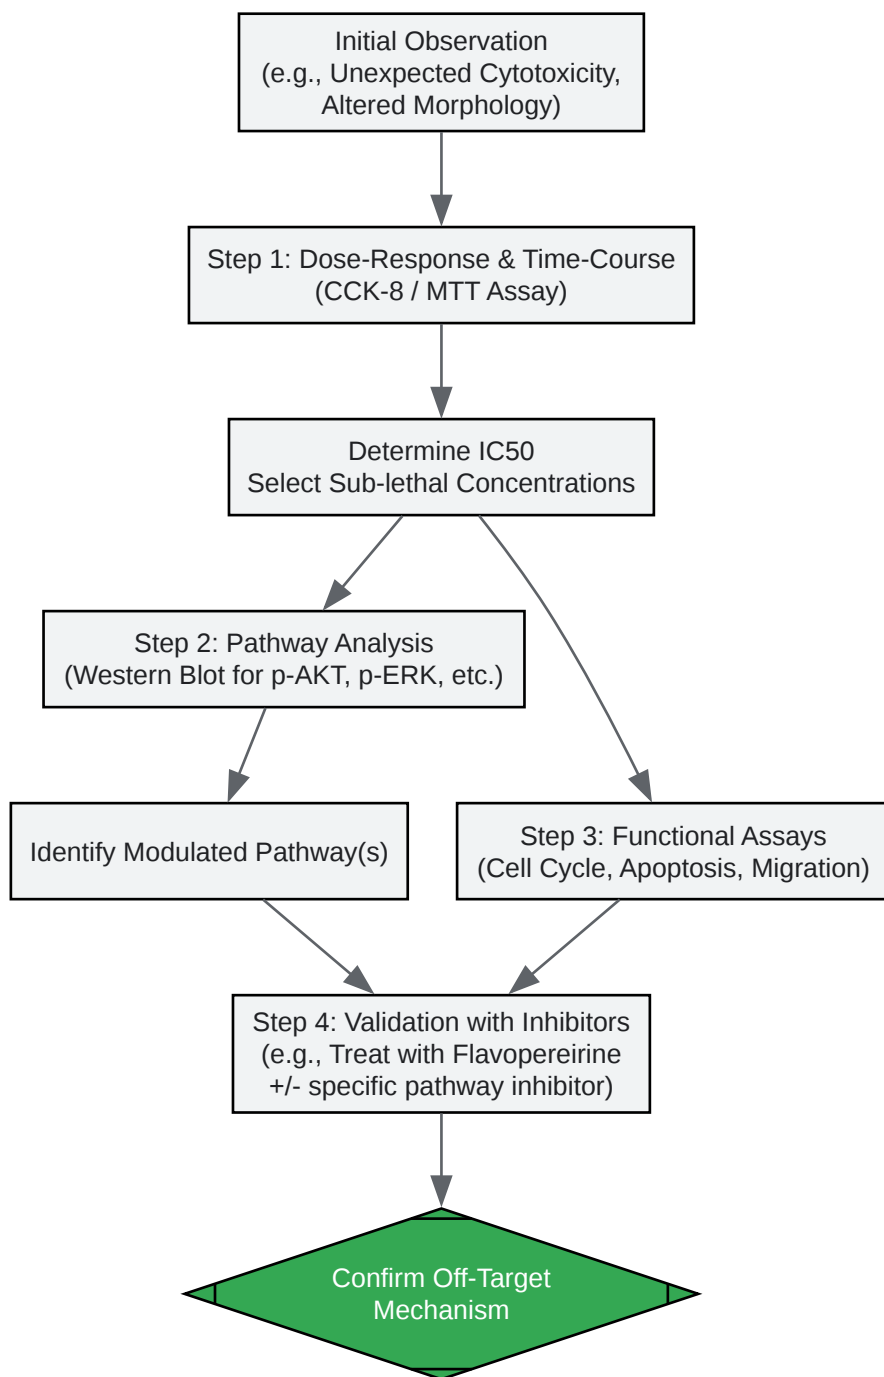 Initial Observation
(e.g., Unexpected Cytotoxicity,
Altered Morphology)
Step 1: Dose-Response & Time-Course
(CCK-8 / MTT Assay)
Determine IC50
Select Sub-lethal Concentrations
Step 2: Pathway Analysis
(Western Blot for p-AKT, p-ERK, etc.)
Identify Modulated Pathway(s)
Step 3: Functional Assays
(Cell Cycle, Apoptosis, Migration)
Step 4: Validation with Inhibitors
(e.g., Treat with Flavopereirine
+/- specific pathway inhibitor)
Confirm Off-Target
Mechanism